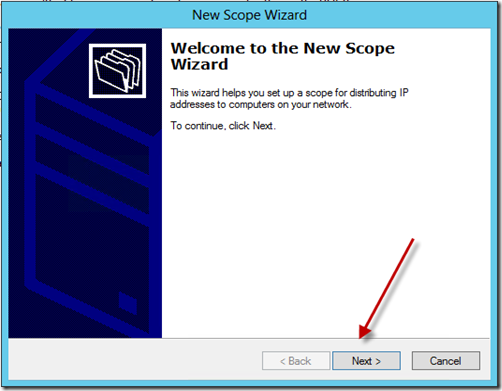 New Scope Wizard
Welcome to the New Scope
Wizard
This wizard helps you set up a scope for distributing IP
addresses to computers on your network.
To continue, click Next.
< Back
Next >
Cancel